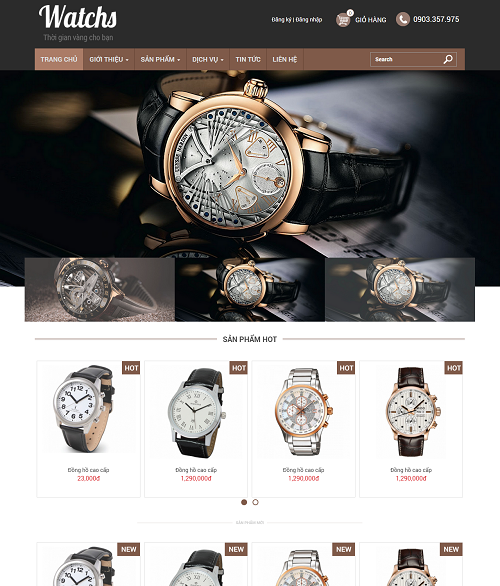 Watchs
Thời gian vàng cho bạn
Đăng ký | Đăng nhập
0
GIỎ HÀNG
0903.357.975
TRANG CHỦ
GIỚI THIỆU
SẢN PHẨM
DỊCH VỤ
TIN TỨC
LIÊN HỆ
Search
SẢN PHẨM HOT
HOT
HOT
HOT
HOT
Đồng hồ cao cấp
Đồng hồ cao cấp
Đồng hồ cao cấp
Đồng hồ cao cấp
23,000đ
1,290,000đ
1,290,000đ
1,290,000đ
SẢN PHẨM MỚI
NEW
NEW
NEW
NEW